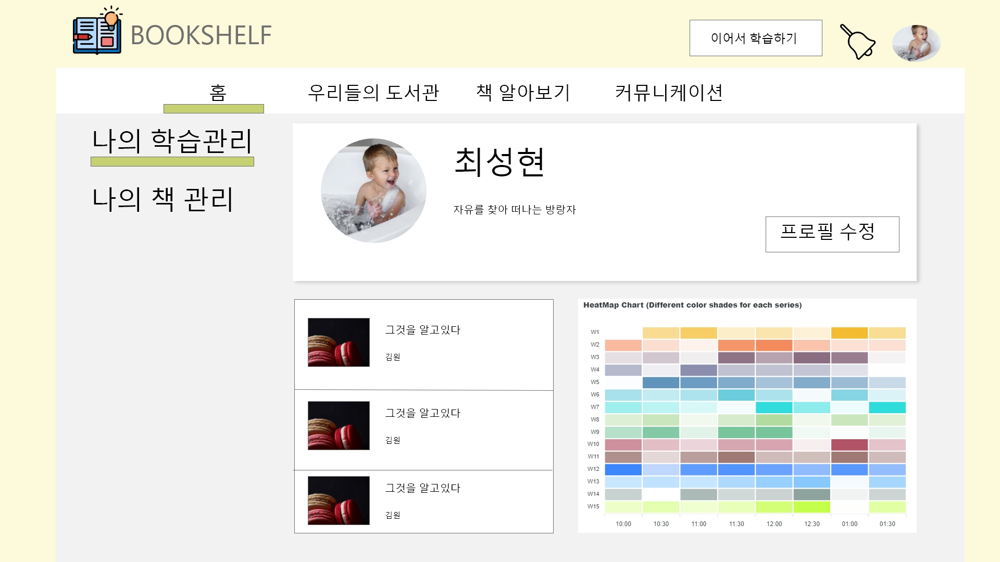 BOOKSHELF
이어서 학습하기
홈
우리들의 도서관
책 알아보기
커뮤니케이션
나의 학습관리
나의 책 관리
최성현
자유를 찾아 떠나는 방랑자
프로필 수정
그것을 알고있다
김원
그것을 알고있다
김원
그것을 알고있다
김원
HeatMap Chart (Different color shades for each series)
W1
W2
W3
W4
W5
W6
W7
W8
W9
W10
W11
W12
W13
W14
W15
10:00 10:30 11:00 11:30 12:00 12:30 01:00 01:30